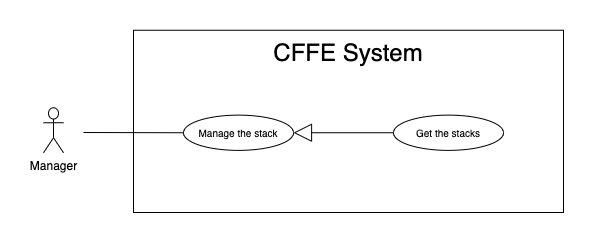 CFFE System
Manage the stack
Get the stacks
Manager